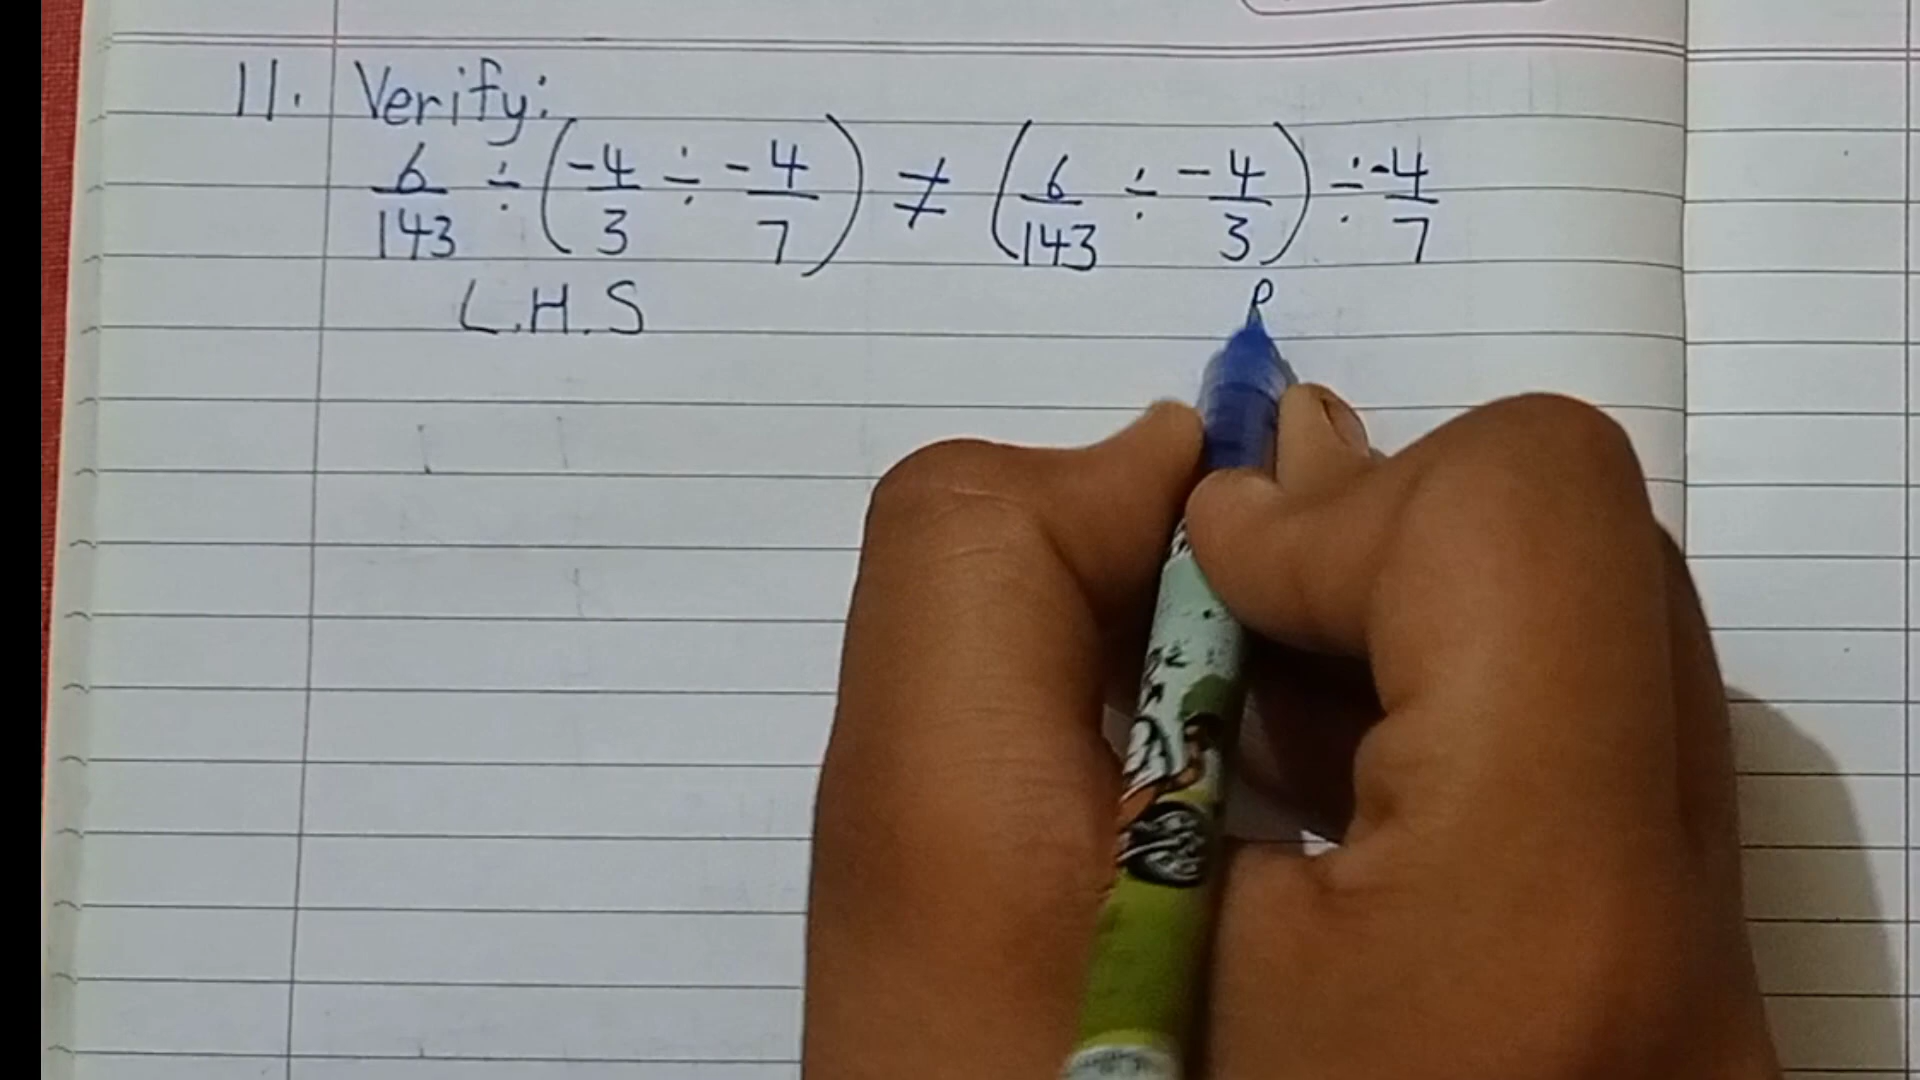 11. Verify:
6/143 ÷ (-4/3 ÷ -4/7) ≠ (6/143 ÷ -4/3) ÷ -4/7
L.H.S R